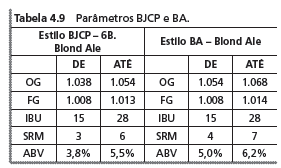 Tabela 4.9 Parâmetros BJCP e BA.
Estilo BJCP – 6B. Blond Ale Estilo BA – Blond Ale
DE ATÉ DE ATÉ
OG 1.038 1.054 OG 1.054 1.068
FG 1.008 1.013 FG 1.008 1.014
IBU 15 28 IBU 15 28
SRM 3 6 SRM 4 7
ABV 3,8% 5,5% ABV 5,0% 6,2%